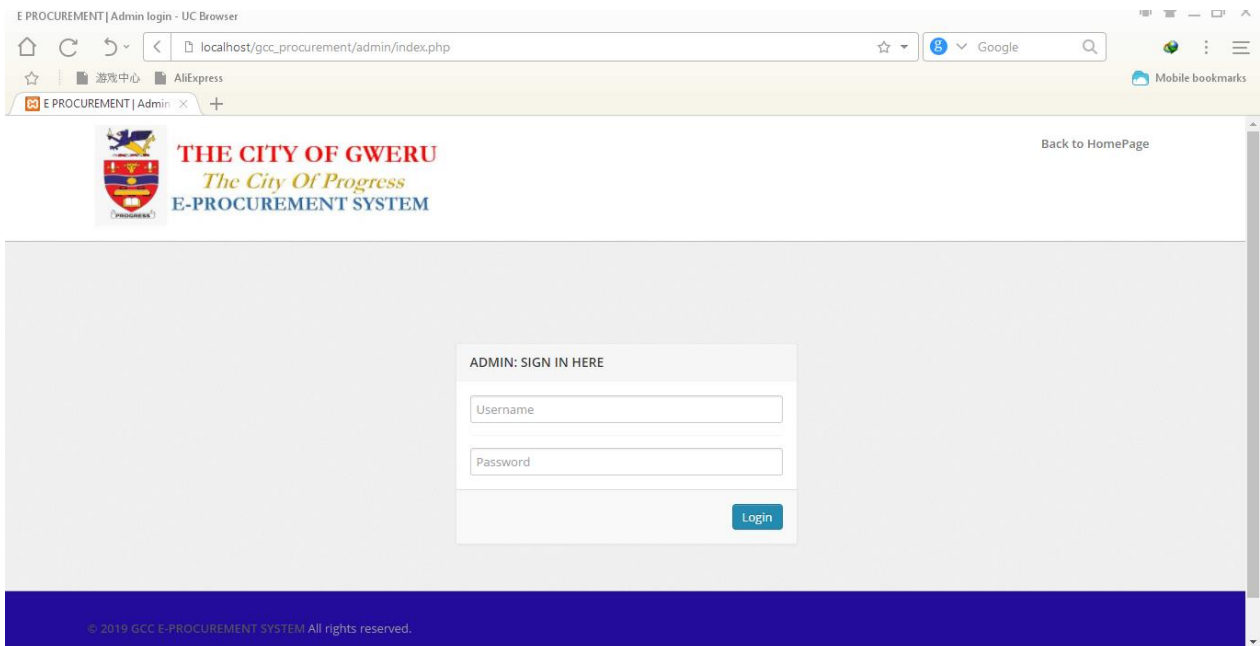 E PROCUREMENT | Admin login - UC Browser
localhost/gcc_procurement/admin/index.php
Google
游戏中心 AliExpress
Mobile bookmarks
E PROCUREMENT | Admin
Back to HomePage
THE CITY OF GWERU
The City Of Progress
E-PROCUREMENT SYSTEM
PROGRESS
ADMIN: SIGN IN HERE
Username
Password
Login
© 2019 GCC E-PROCUREMENT SYSTEM All rights reserved.